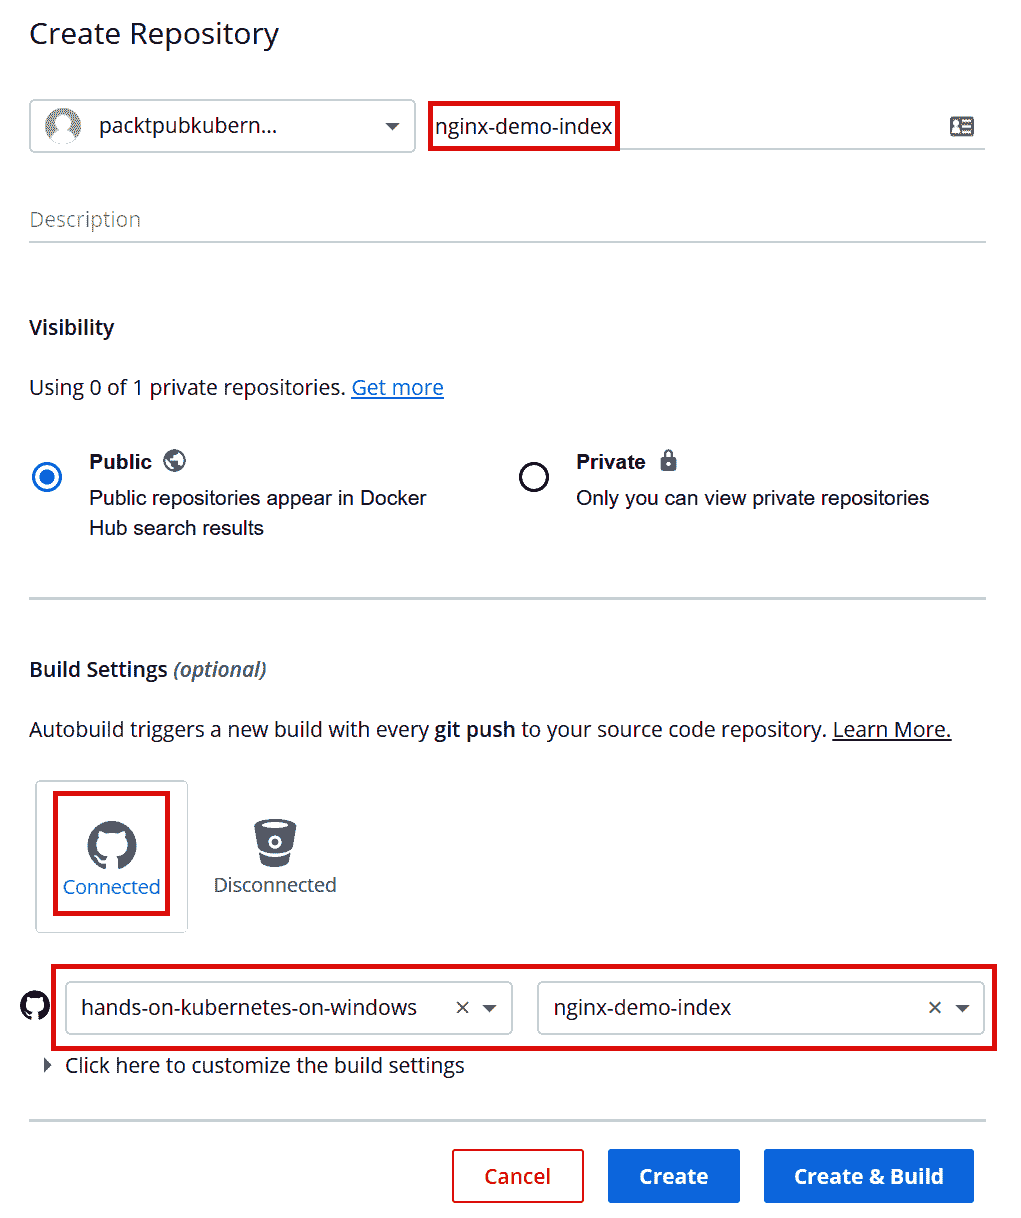 Create Repository
packtpubkubern...
nginx-demo-index
Description
Visibility
Using 0 of 1 private repositories. Get more
Public
Public repositories appear in Docker
Hub search results
Private
Only you can view private repositories
Build Settings (optional)
Autobuild triggers a new build with every git push to your source code repository. Learn More.
Connected
Disconnected
hands-on-kubernetes-on-windows
nginx-demo-index
Click here to customize the build settings
Cancel
Create
Create & Build